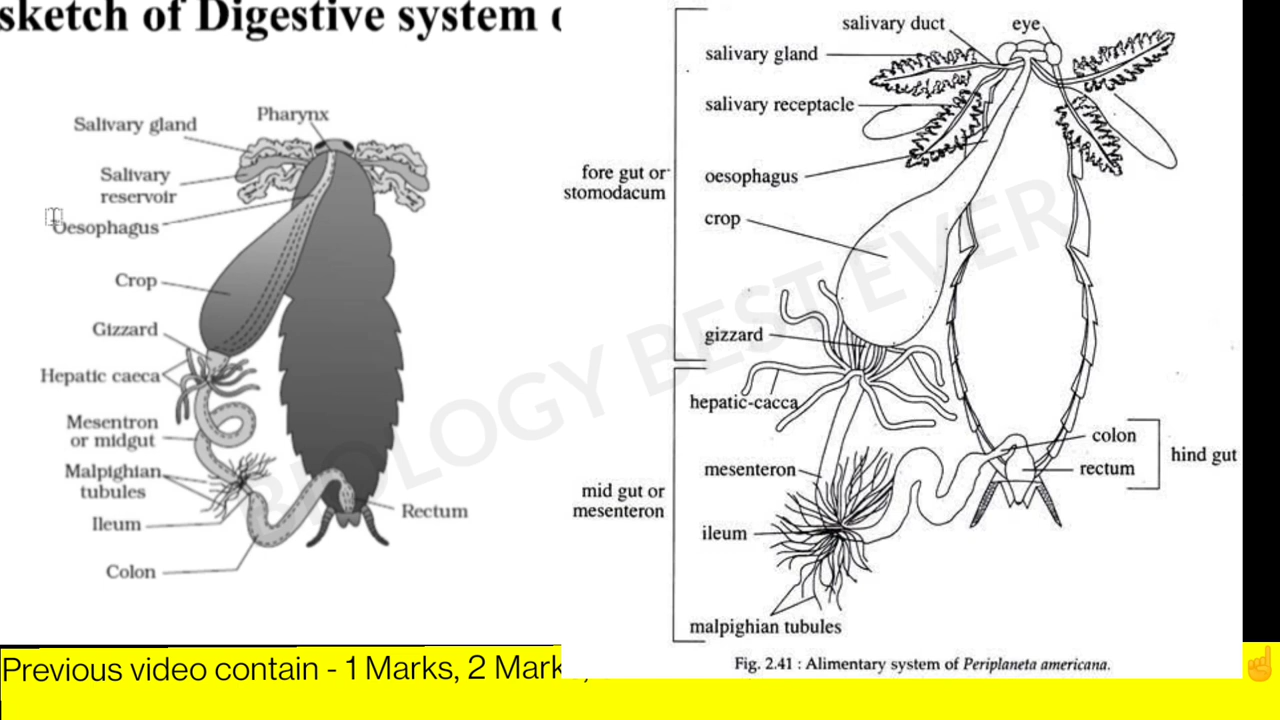 sketch of Digestive system
Pharynx
Salivary gland
Salivary
reservoir
Oesophagus
Crop
Gizzard
Hepatic caeca
Mesentron
or midgut
Malpighian
tubules
Ileum
Colon
Rectum
salivary duct
eye
salivary gland
salivary receptacle
fore gut or
stomodacum
oesophagus
crop
gizzard
hepatic-cacca
colon
rectum
hind gut
mesenteron
mid gut or
mesenteron
ileum
malpighian tubules
Fig. 2.41 : Alimentary system of Periplaneta americana.
BIOLOGY BEST EVER
Previous video contain - 1 Marks, 2 Mark